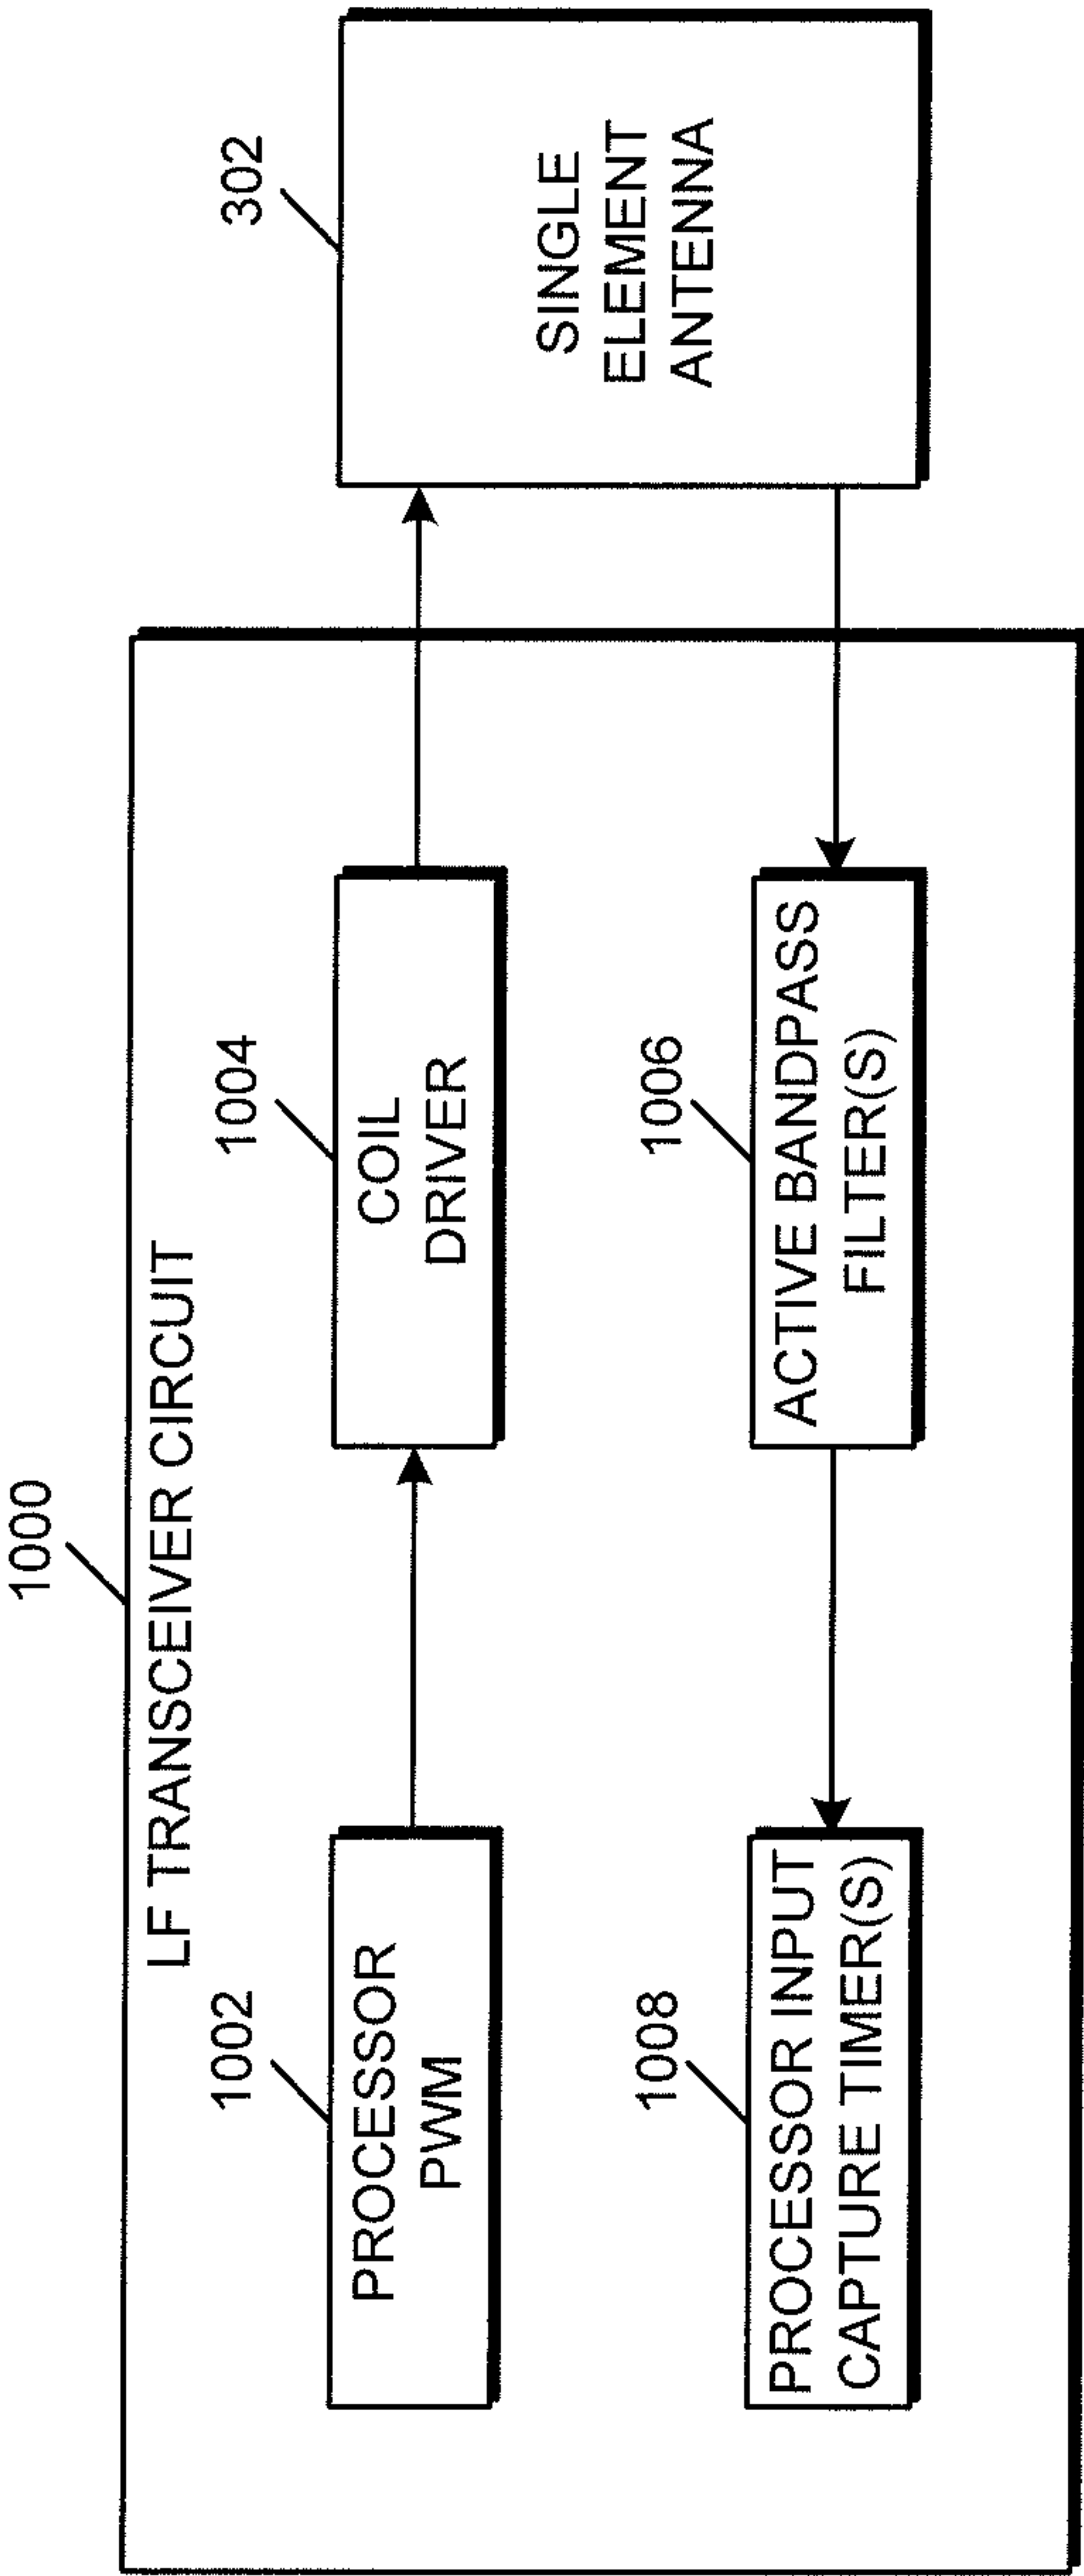 1000
LF TRANSCEIVER CIRCUIT
1002
PROCESSOR
PWM
1004
COIL
DRIVER
302
SINGLE
ELEMENT
ANTENNA
1008
PROCESSOR INPUT
CAPTURE TIMER(S)
1006
ACTIVE BANDPASS
FILTER(S)